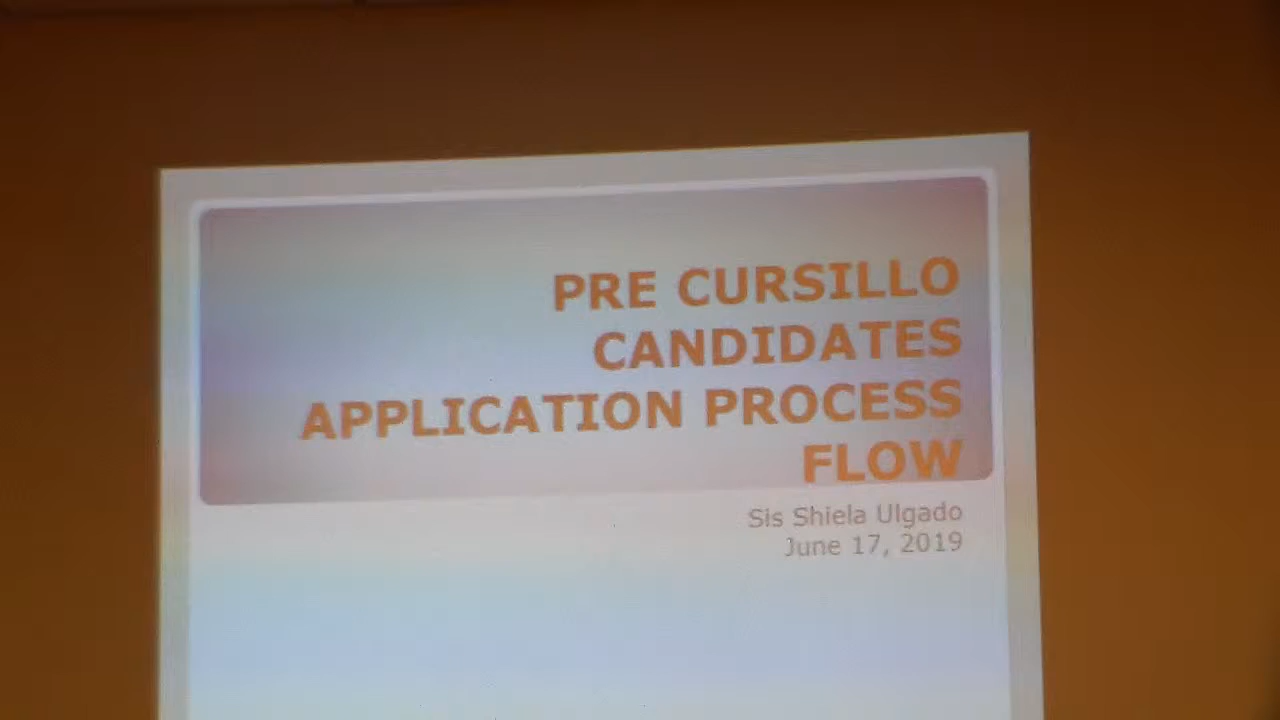 PRE CURSILLO
CANDIDATES
APPLICATION PROCESS
FLOW
Sis Shiela Ulgado
June 17, 2019